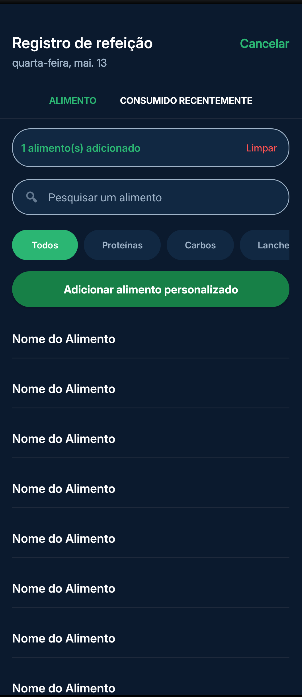 Registro de refeição
Cancelar
quarta-feira, mai. 13
ALIMENTO
CONSUMIDO RECENTEMENTE
1 alimento(s) adicionado
Limpar
Pesquisar um alimento
Todos
Proteínas
Carbos
Lanche
Adicionar alimento personalizado
Nome do Alimento
Nome do Alimento
Nome do Alimento
Nome do Alimento
Nome do Alimento
Nome do Alimento
Nome do Alimento
Nome do Alimento